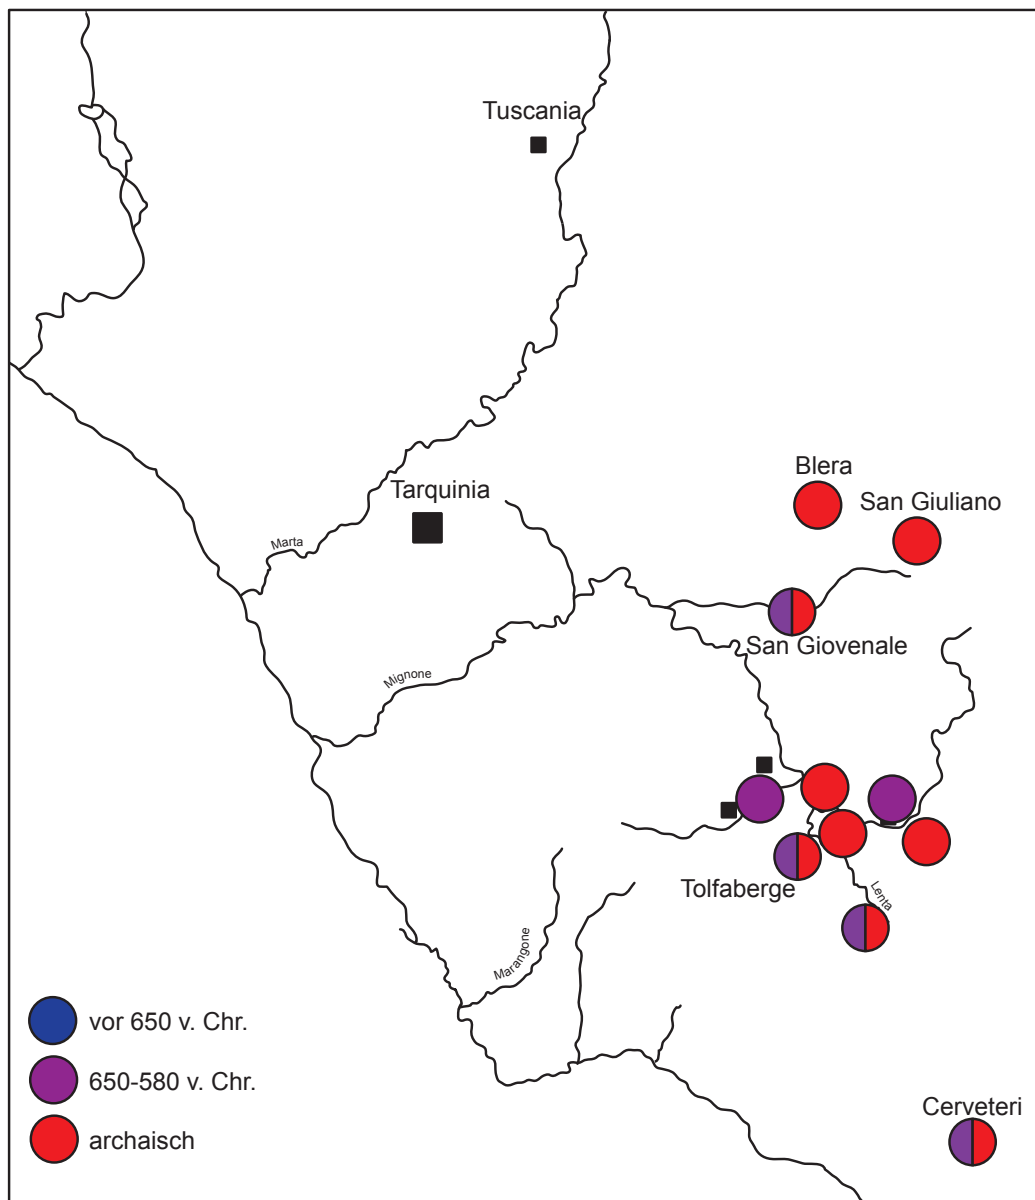 Tuscania
Blera
Tarquinia
San Giuliano
Marta
San Giovenale
Mignone
Tolfaberge
Lenta
Marangone
vor 650 v. Chr.
650-580 v. Chr.
Cerveteri
archaisch